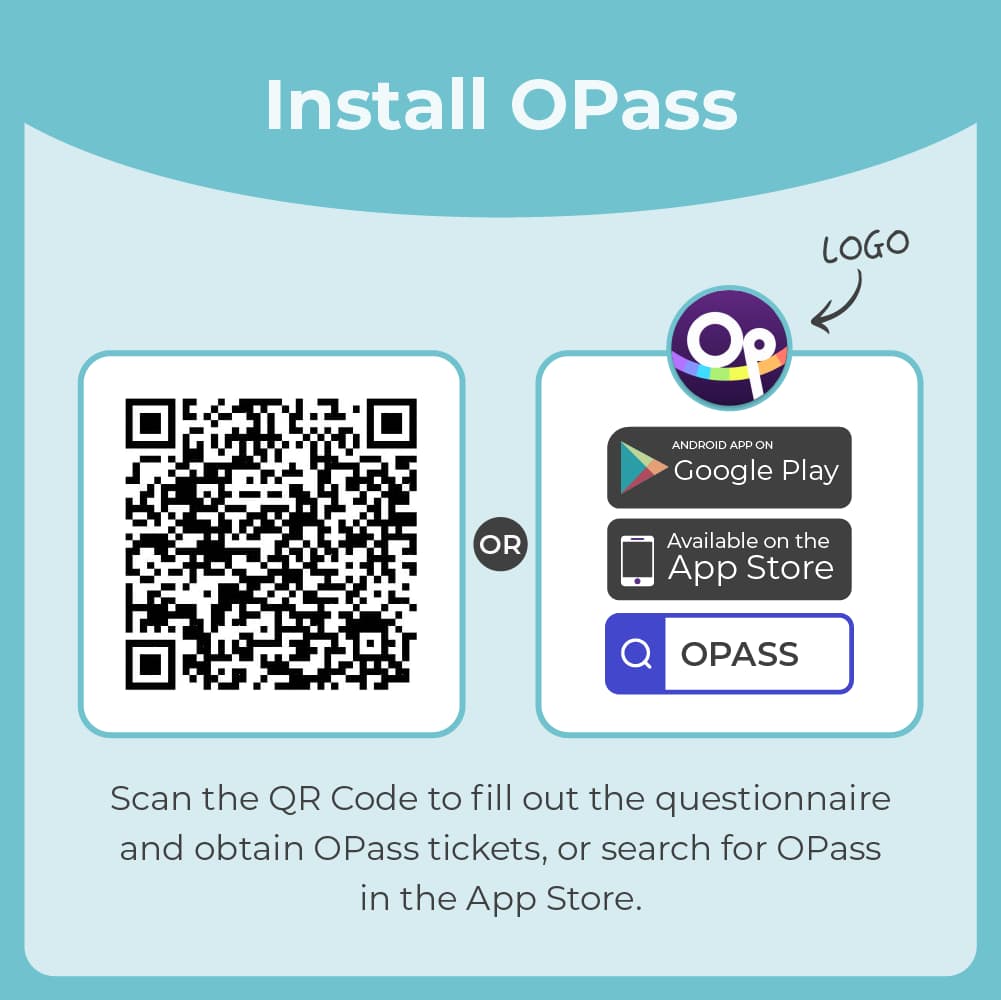 Install OPass
LOGO
Op
ANDROID APP ON
Google Play
OR
Available on the
App Store
OPASS
Scan the QR Code to fill out the questionnaire
and obtain OPass tickets, or search for OPass
in the App Store.